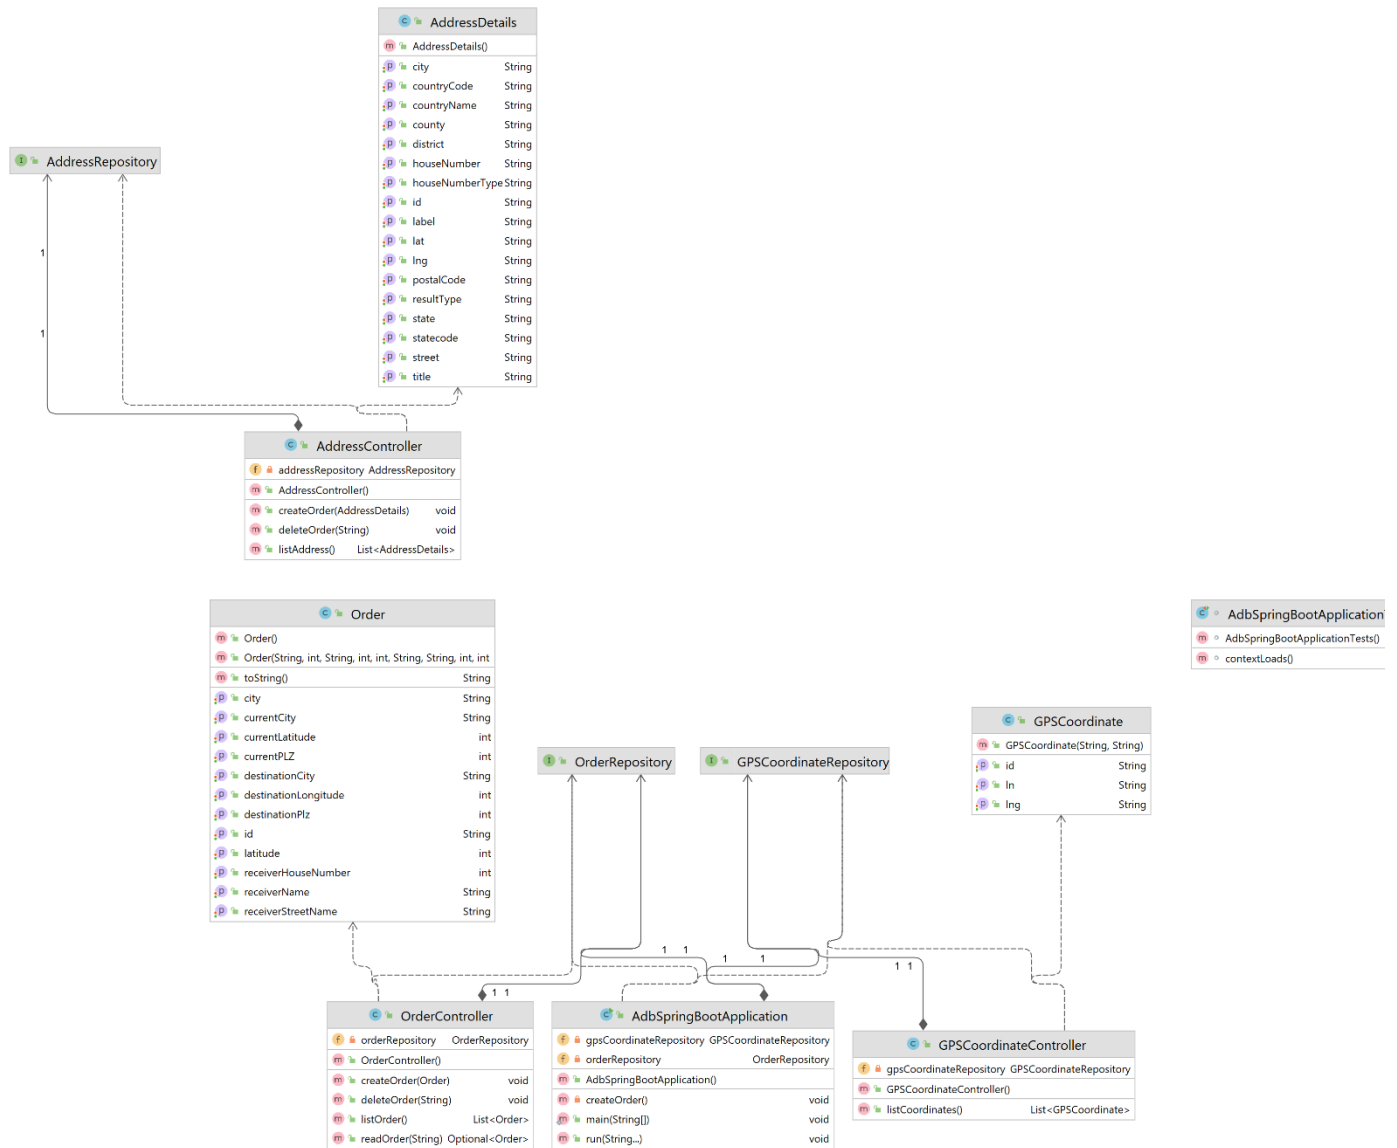 AddressDetails
AddressDetails()
city String
countryCode String
countryName String
county String
district String
houseNumber String
houseNumberType String
id String
label String
lat String
lng String
postalCode String
resultType String
state String
statecode String
street String
title String
AddressRepository
1
1
AddressController
addressRepository AddressRepository
AddressController()
createOrder(AddressDetails) void
deleteOrder(String) void
listAddress() List<AddressDetails>
Order
Order()
Order(String, int, String, int, int, String, String, int, int
toString() String
city String
currentCity String
currentLatitude int
currentPLZ int
destinationCity String
destinationLongitude int
destinationPlz int
id String
latitude int
receiverHouseNumber int
receiverName String
receiverStreetName String
AdbSpringBootApplication
AdbSpringBootApplicationTests()
contextLoads()
GPSCoordinate
GPSCoordinate(String, String)
id String
ln String
lng String
OrderRepository
GPSCoordinateRepository
1 1 1 1
1 1
1 1
OrderController
orderRepository OrderRepository
OrderController()
createOrder(Order) void
deleteOrder(String) void
listOrder() List<Order>
readOrder(String) Optional<Order>
AdbSpringBootApplication
gpsCoordinateRepository GPSCoordinateRepository
orderRepository OrderRepository
AdbSpringBootApplication()
createOrder() void
main(String[]) void
run(String...) void
GPSCoordinateController
gpsCoordinateRepository GPSCoordinateRepository
GPSCoordinateController()
listCoordinates() List<GPSCoordinate>